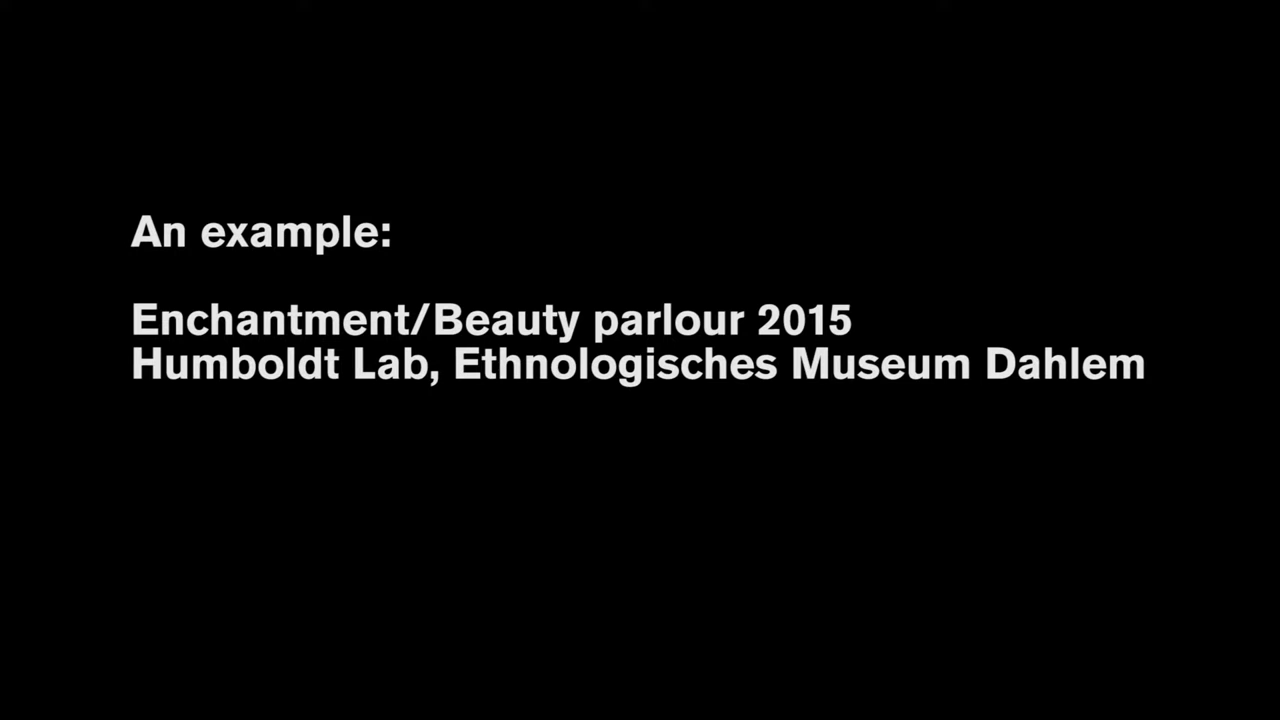 An example:
Enchantment/Beauty parlour 2015
Humboldt Lab, Ethnologisches Museum Dahlem